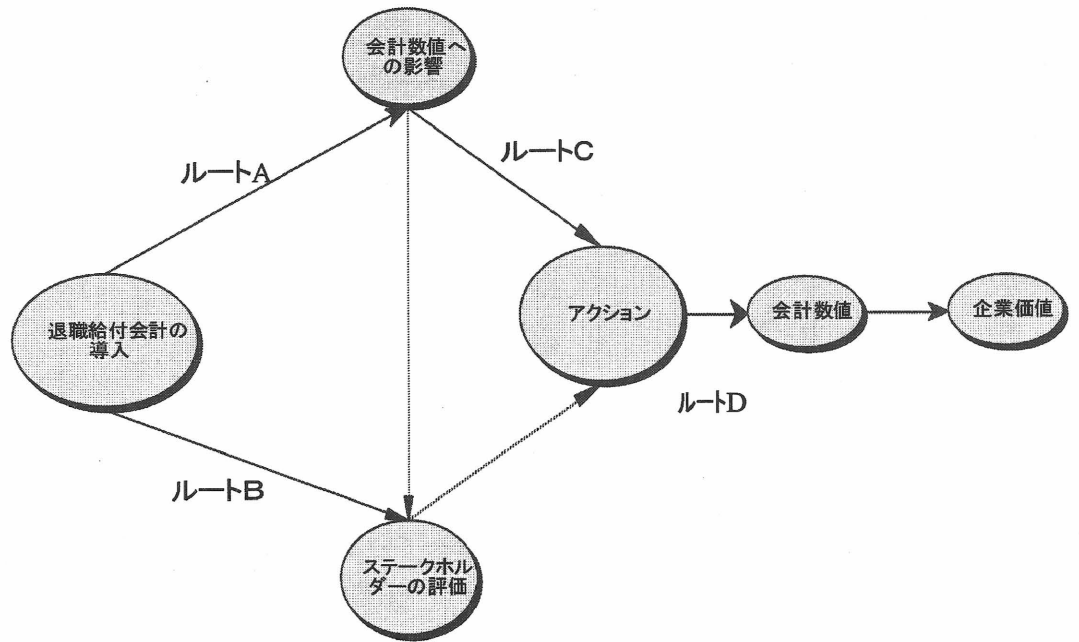 会計数値へ
の影響
ルートA
ルートC
退職給付会計の
導入
アクション
会計数値
企業価値
ルートD
ルートB
ステークホル
ダーの評価